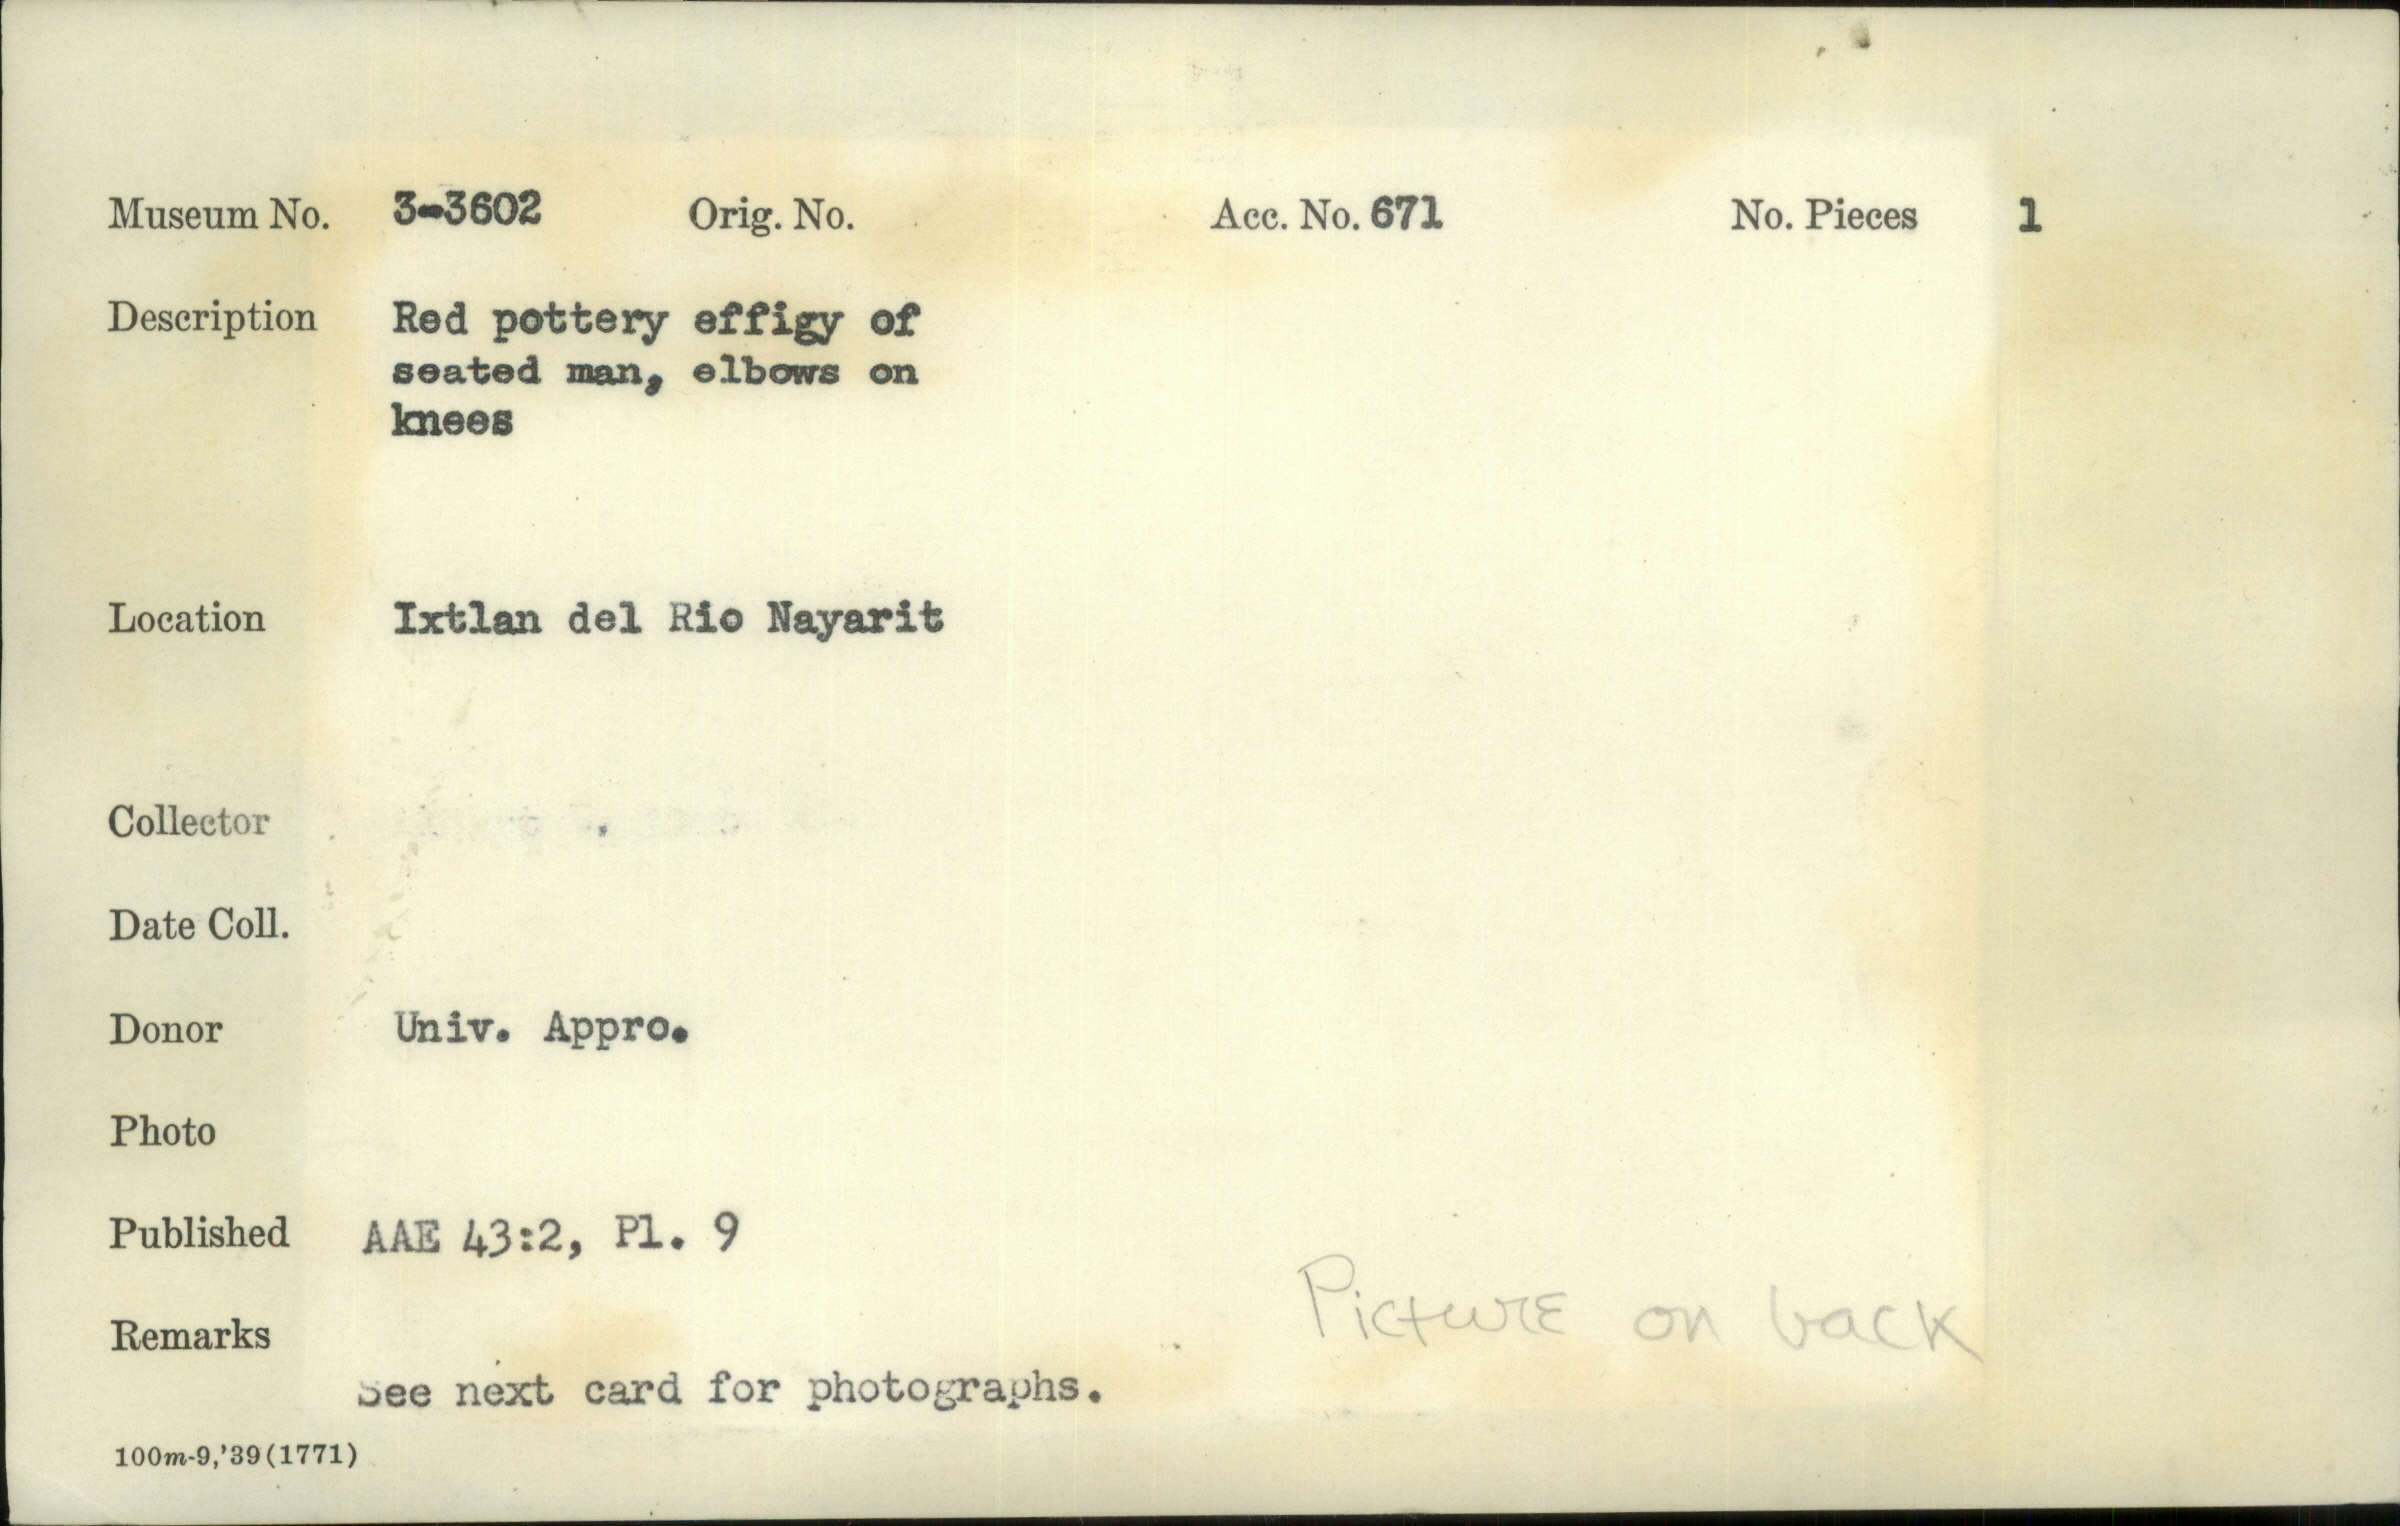 Museum No. 3-3602 Orig. No. Acc. No. 671 No. Pieces 1
Description Red pottery effigy of
seated man, elbows on
knees
Location Ixtlan del Rio Nayarit
Collector
Date Coll.
Donor Univ. Appro.
Photo
Published AAE 43:2, Pl. 9
Remarks
Picture on back
See next card for photographs.
100m-9,'39(1771)